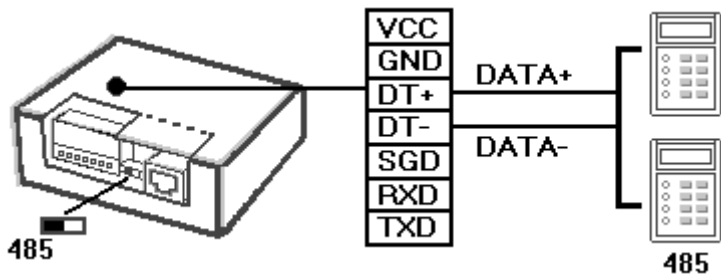 VCC
GND
DT+
DT-
SGD
RXD
TXD
DATA+
DATA-
485
485